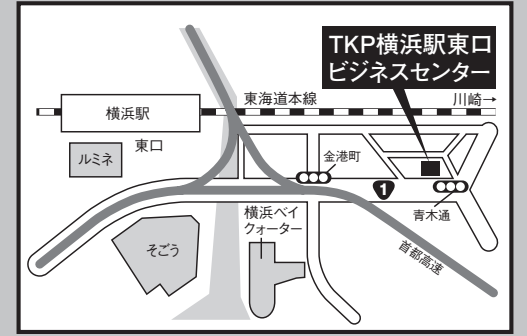 TKP横浜駅東口
ビジネスセンター
東海道本線
川崎→
横浜駅
東口
ルミネ
金港町
1
青木通
横浜ベイ
クォーター
そごう
首都高速